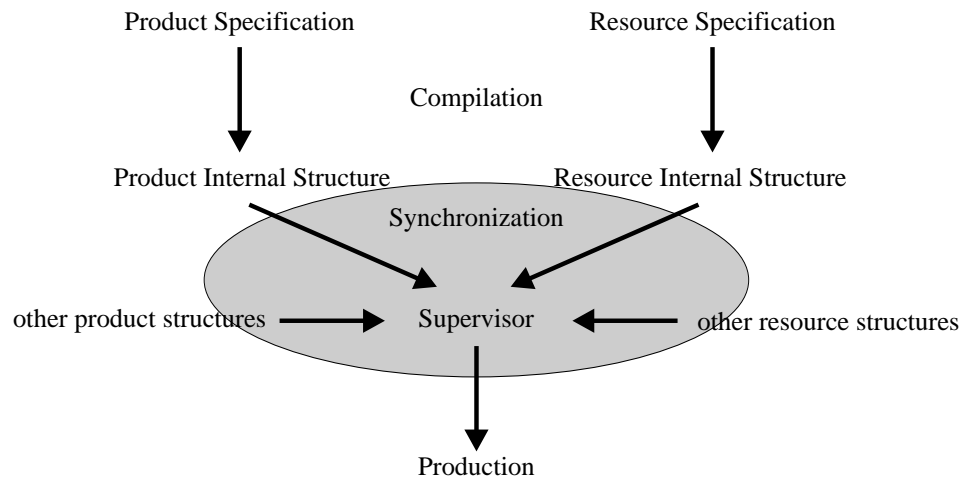 Product Specification
Resource Specification
Compilation
Product Internal Structure
Resource Internal Structure
Synchronization
other product structures
Supervisor
other resource structures
Production